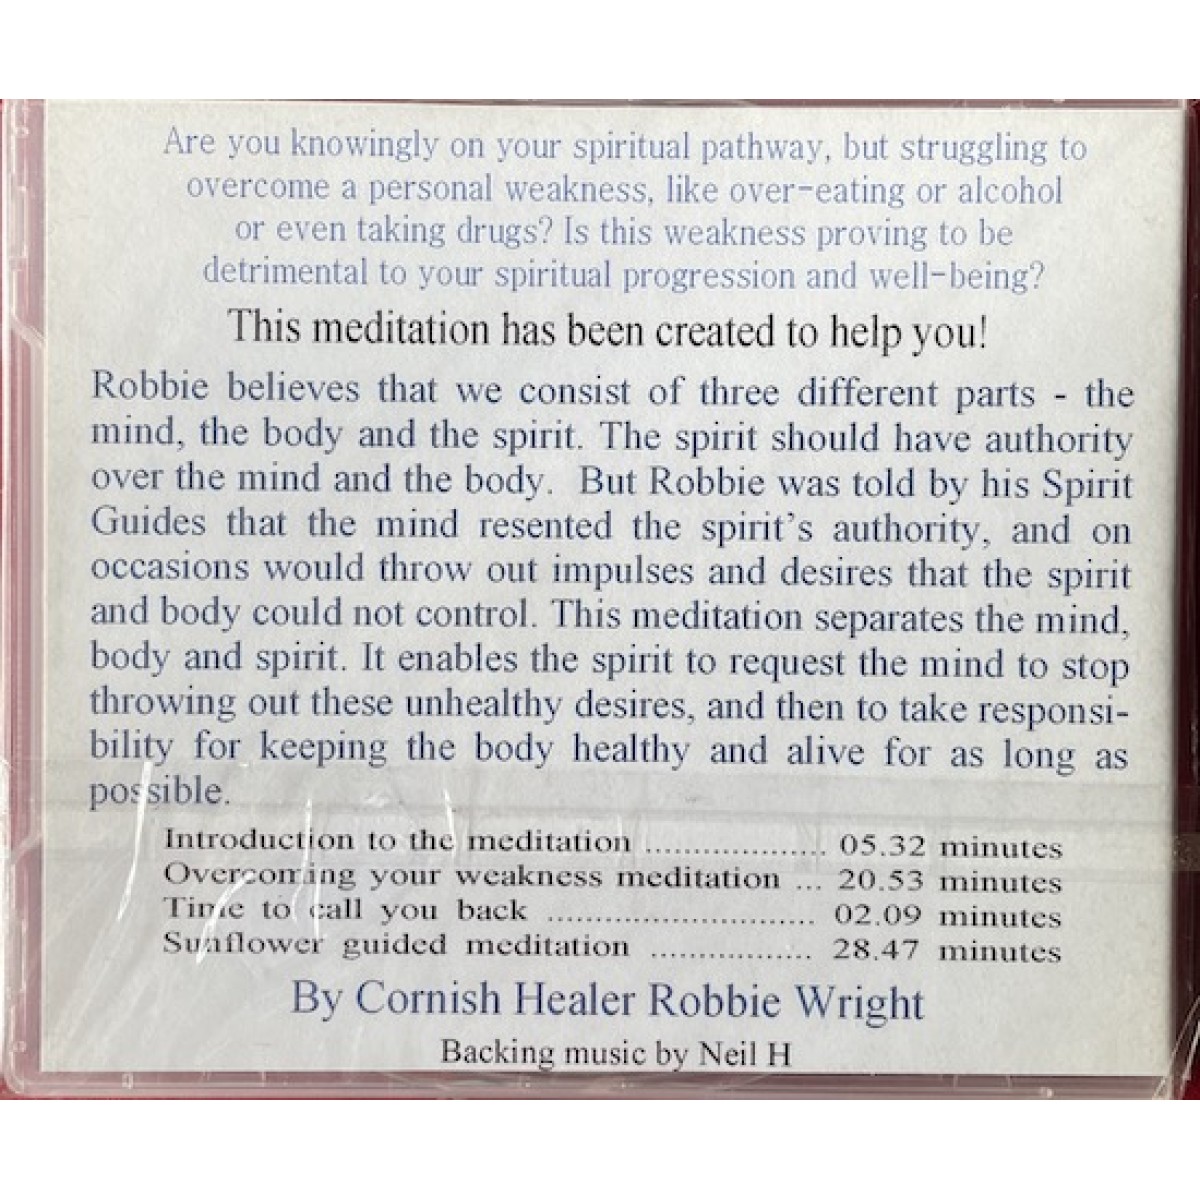 Are you knowingly on your spiritual pathway, but struggling to
overcome a personal weakness, like over-eating or alcohol
or even taking drugs? Is this weakness proving to be
detrimental to your spiritual progression and well-being?
This meditation has been created to help you!
Robbie believes that we consist of three different parts - the
mind, the body and the spirit. The spirit should have authority
over the mind and the body. But Robbie was told by his Spirit
Guides that the mind resented the spirit's authority, and on
occasions would throw out impulses and desires that the spirit
and body could not control. This meditation separates the mind,
body and spirit. It enables the spirit to request the mind to stop
throwing out these unhealthy desires, and then to take responsi-
bility for keeping the body healthy and alive for as long as
possible.
Introduction to the meditation ................... 05.32 minutes
Overcoming your weakness meditation ... 20.53 minutes
Time to call you back ............................ 02.09 minutes
Sunflower guided meditation ................. 28.47 minutes
By Cornish Healer Robbie Wright
Backing music by Neil H